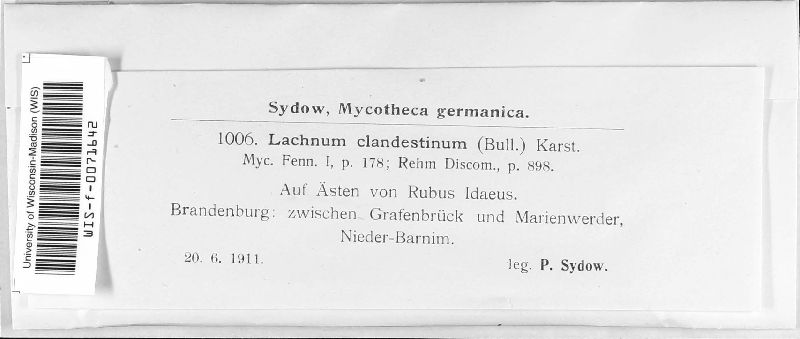 University of Wisconsin-Madison (WIS)
WIS-f-0071642
Sydow, Mycotheca germanica.
1006. Lachnum clandestinum (Bull.) Karst.
Myc. Fenn. I, p. 178; Rehm Discom., p. 898.
Auf Ästen von Rubus Idaeus.
Brandenburg: zwischen Grafenbrück und Marienwerder,
Nieder-Barnim.
20. 6. 1911.
leg. P. Sydow.